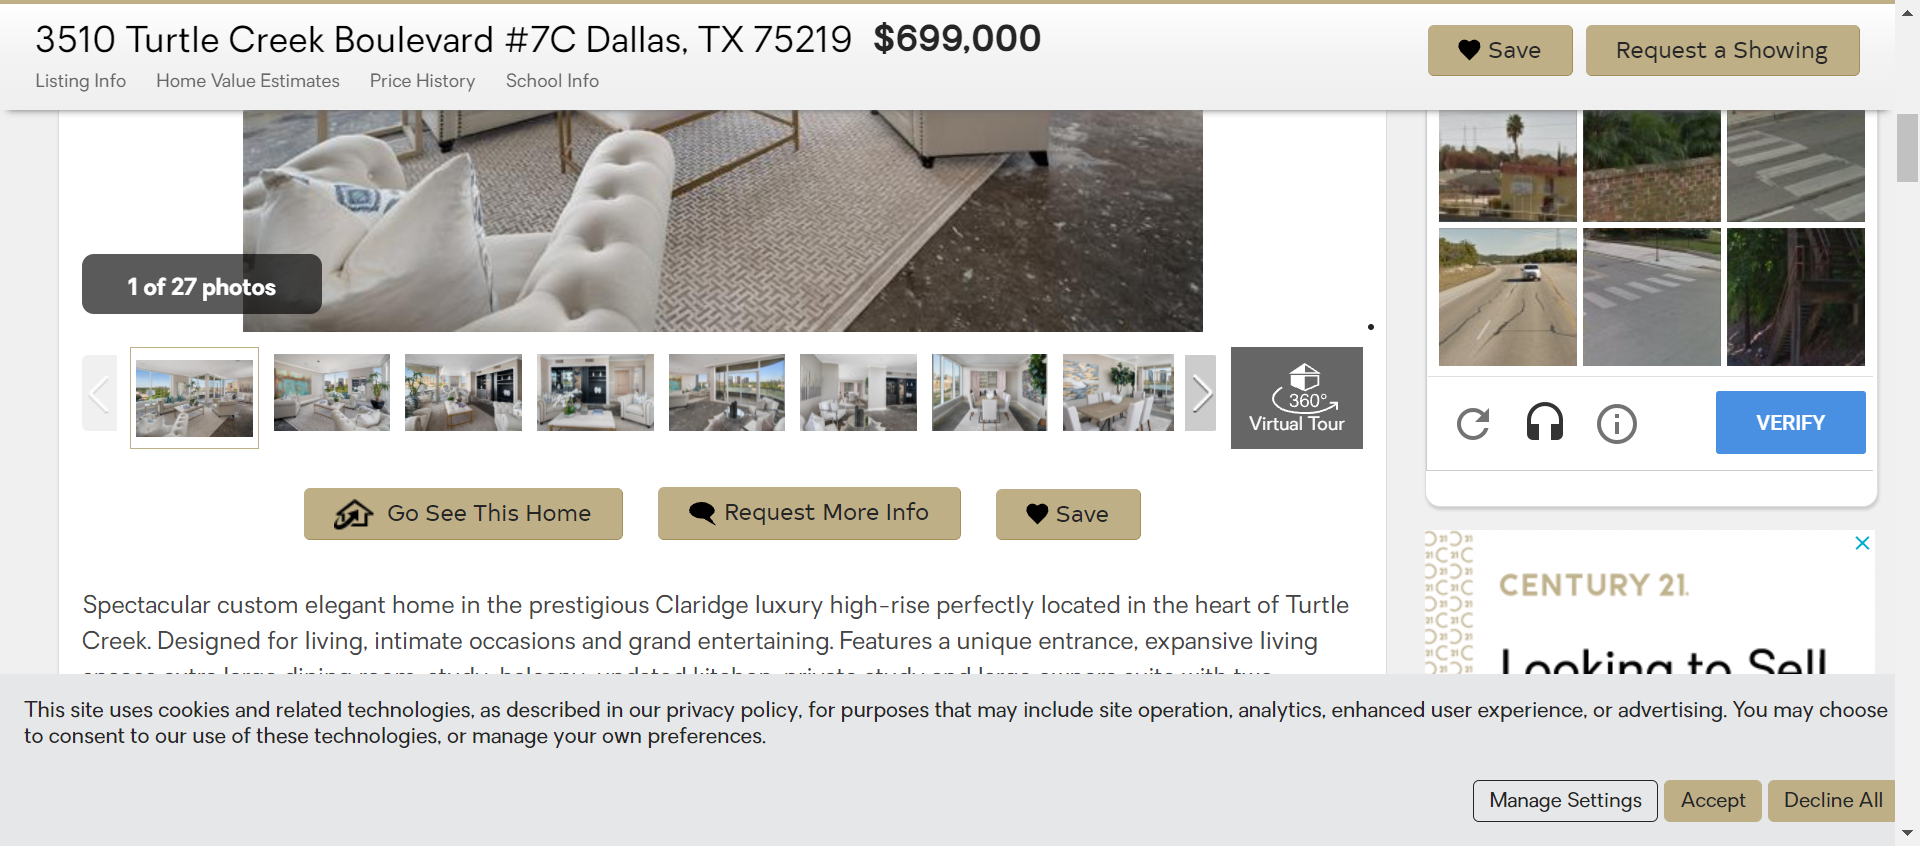 3510 Turtle Creek Boulevard #7C Dallas, TX 75219 $699,000
Save
Request a Showing
Listing Info Home Value Estimates Price History School Info
1 of 27 photos
360°
Virtual Tour
VERIFY
Go See This Home
Request More Info
Save
Spectacular custom elegant home in the prestigious Claridge luxury high-rise perfectly located in the heart of Turtle
Creek. Designed for living, intimate occasions and grand entertaining. Features a unique entrance, expansive living
CENTURY 21.
Looking to Sell
This site uses cookies and related technologies, as described in our privacy policy, for purposes that may include site operation, analytics, enhanced user experience, or advertising. You may choose
to consent to our use of these technologies, or manage your own preferences.
Manage Settings
Accept
Decline All